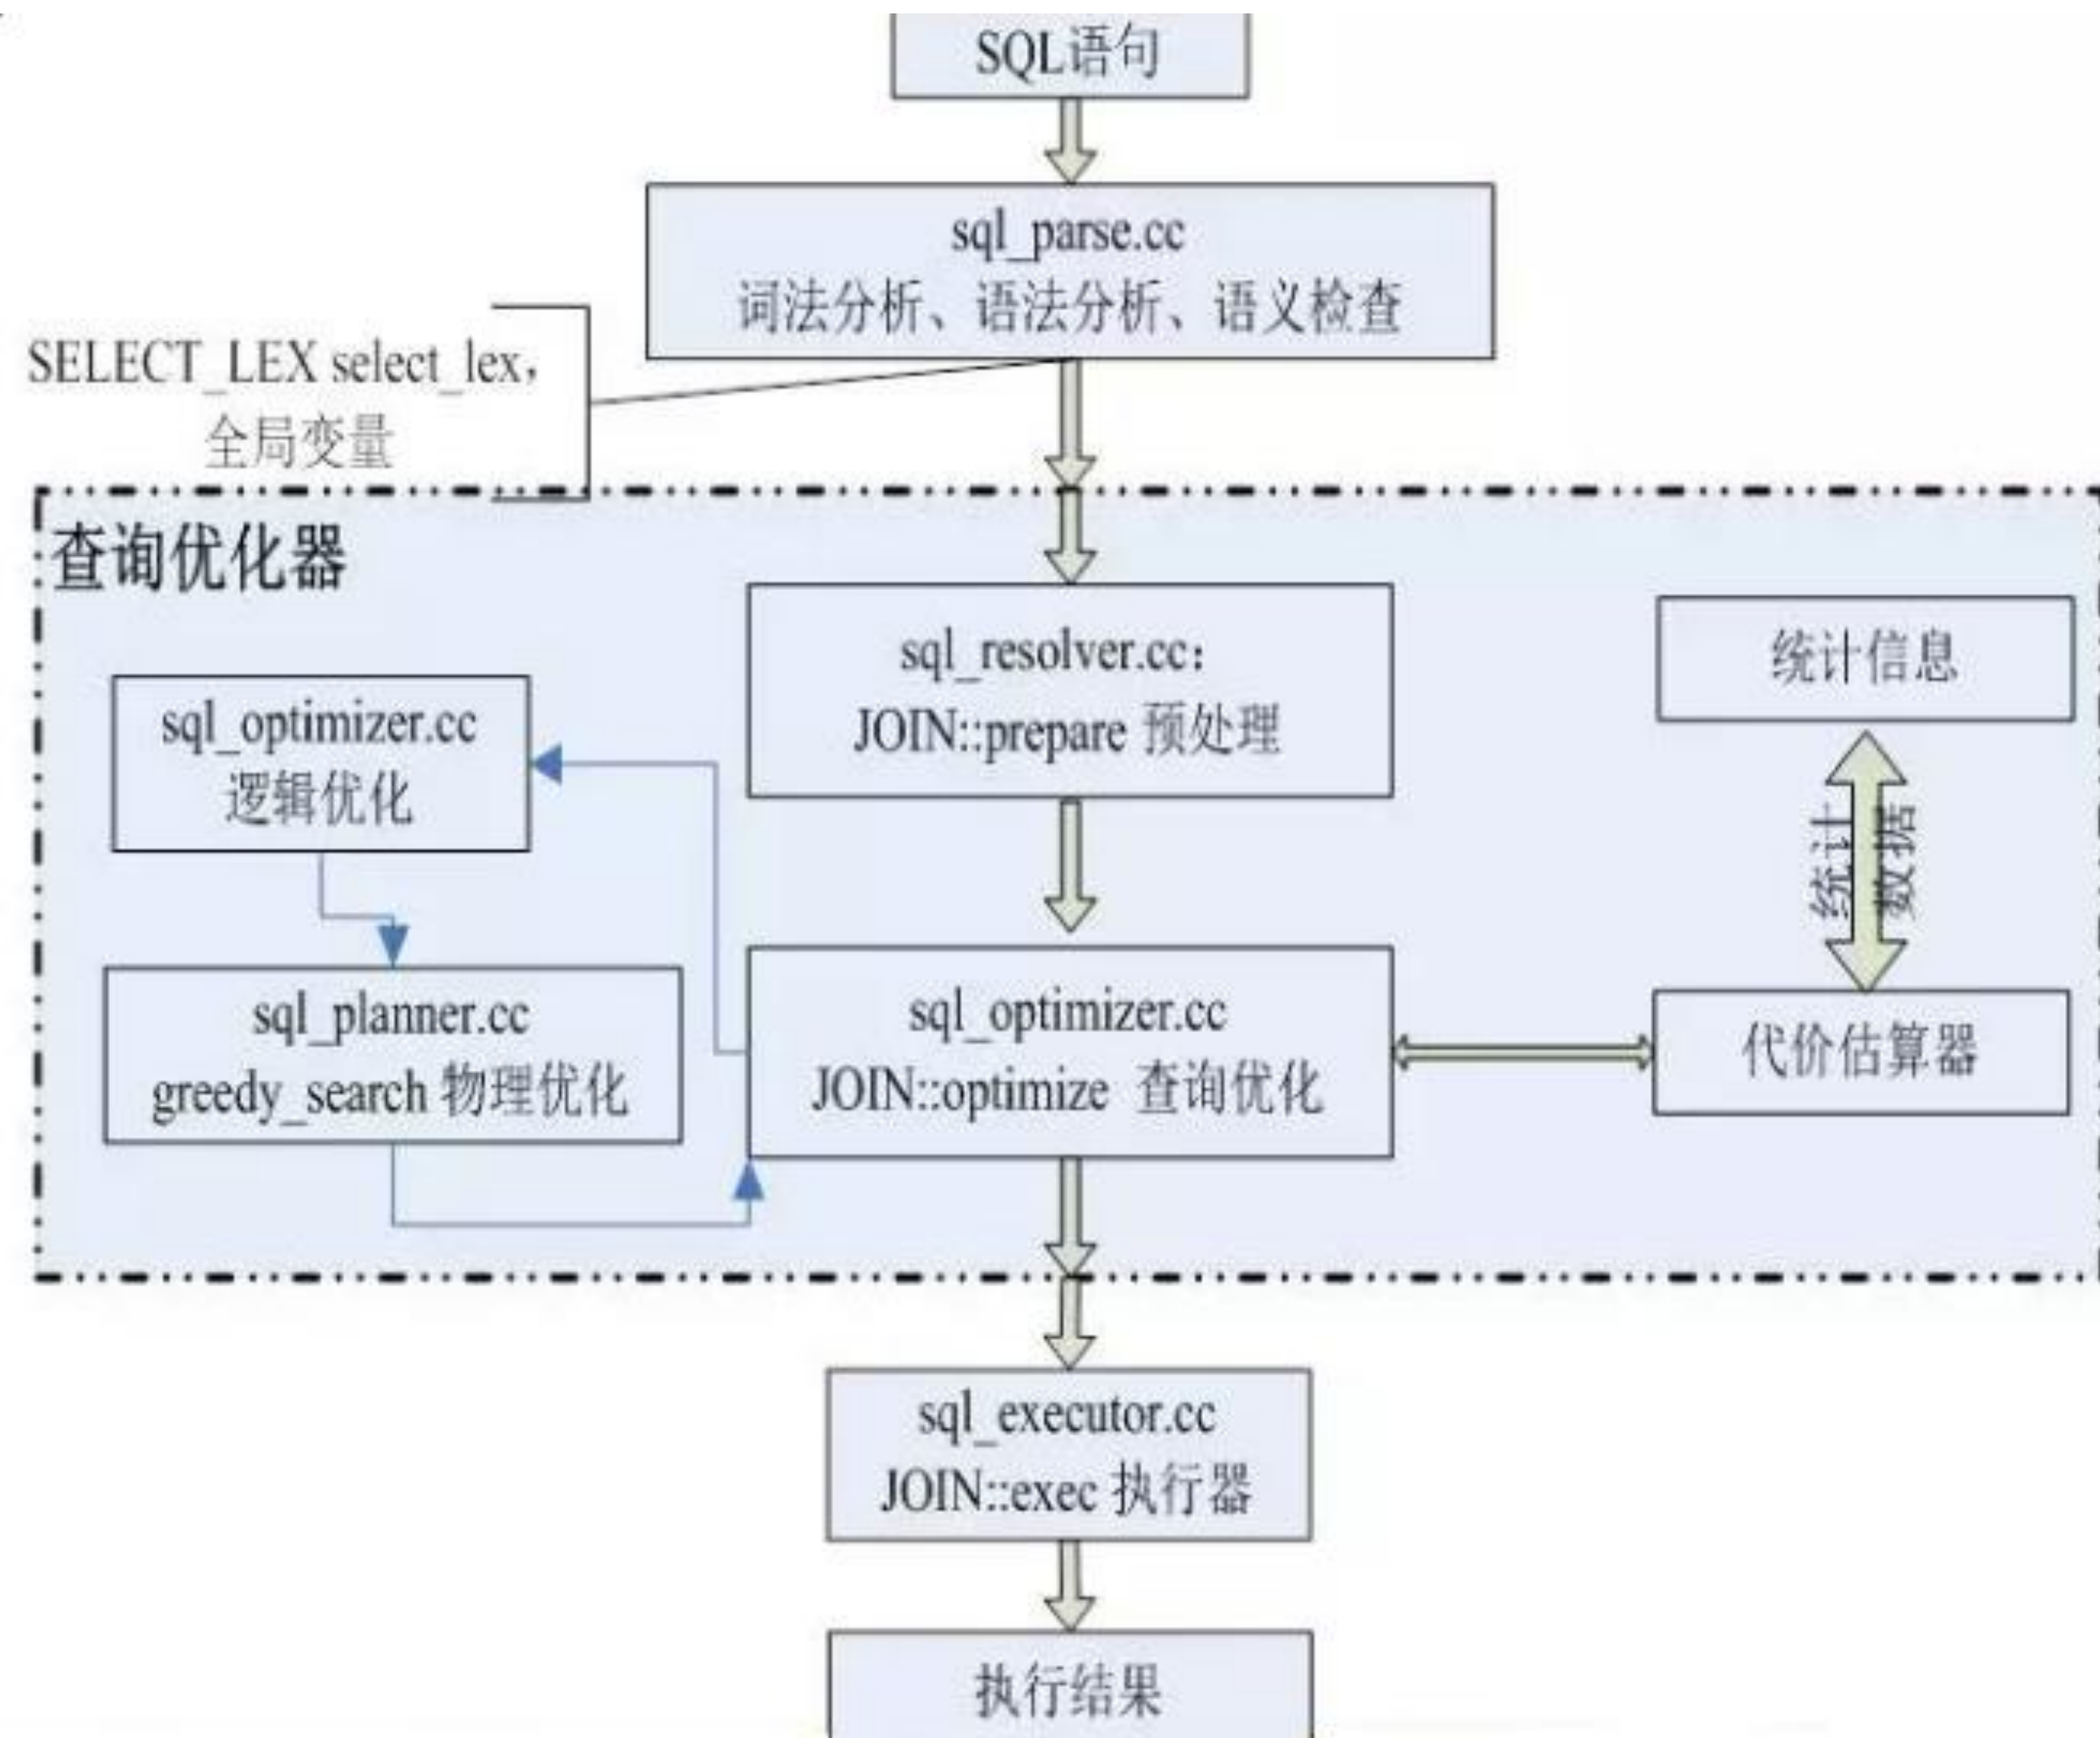 SQL语句
sql_parse.cc
词法分析、语法分析、语义检查
SELECT_LEX select_lex，
全局变量
查询优化器
sql_resolver.cc：
JOIN::prepare 预处理
统计信息
sql_optimizer.cc
逻辑优化
统计
数据
sql_planner.cc
greedy_search 物理优化
sql_optimizer.cc
JOIN::optimize 查询优化
代价估算器
sql_executor.cc
JOIN::exec 执行器
执行结果